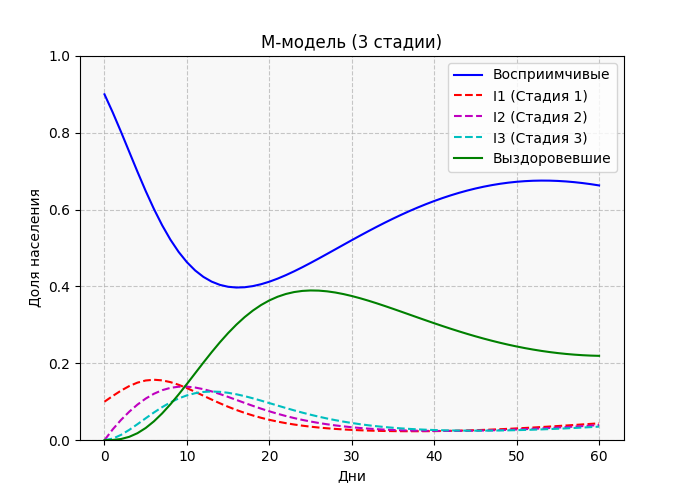 М-модель (3 стадии)
Восприимчивые
I1 (Стадия 1)
I2 (Стадия 2)
I3 (Стадия 3)
Выздоровевшие
Доля населения
1.0
0.8
0.6
0.4
0.2
0.0
0 10 20 30 40 50 60
Дни